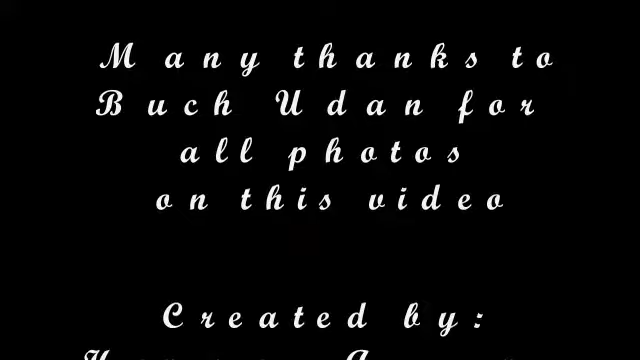 Many thanks to
Buch Udan for
all photos
on this video
Created by: